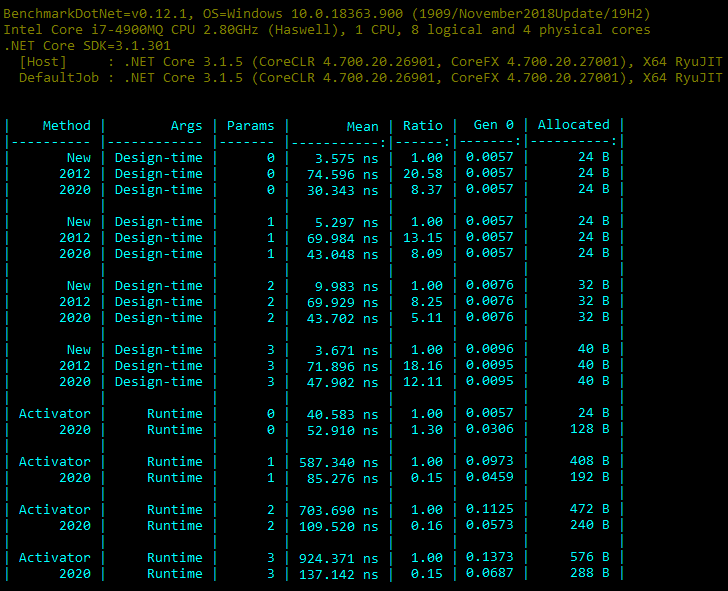 BenchmarkDotNet=v0.12.1, OS=Windows 10.0.18363.900 (1909/November2018Update/19H2)
Intel Core i7-4900MQ CPU 2.80GHz (Haswell), 1 CPU, 8 logical and 4 physical cores
.NET Core SDK=3.1.301
[Host]     : .NET Core 3.1.5 (CoreCLR 4.700.20.26901, CoreFX 4.700.20.27001), X64 RyuJIT
DefaultJob : .NET Core 3.1.5 (CoreCLR 4.700.20.26901, CoreFX 4.700.20.27001), X64 RyuJIT
|    Method |        Args | Params |       Mean | Ratio |  Gen 0 | Allocated |
|---------- |------------ |------- |-----------:|------:|-------:|----------:|
|       New | Design-time |      0 |   3.575 ns |  1.00 | 0.0057 |      24 B |
|      2012 | Design-time |      0 |  74.596 ns | 20.58 | 0.0057 |      24 B |
|      2020 | Design-time |      0 |  30.343 ns |  8.37 | 0.0057 |      24 B |
|           |             |        |            |       |        |           |
|       New | Design-time |      1 |   5.297 ns |  1.00 | 0.0057 |      24 B |
|      2012 | Design-time |      1 |  69.984 ns | 13.15 | 0.0057 |      24 B |
|      2020 | Design-time |      1 |  43.048 ns |  8.09 | 0.0057 |      24 B |
|           |             |        |            |       |        |           |
|       New | Design-time |      2 |   9.983 ns |  1.00 | 0.0076 |      32 B |
|      2012 | Design-time |      2 |  69.929 ns |  8.25 | 0.0076 |      32 B |
|      2020 | Design-time |      2 |  43.702 ns |  5.11 | 0.0076 |      32 B |
|           |             |        |            |       |        |           |
|       New | Design-time |      3 |   3.671 ns |  1.00 | 0.0096 |      40 B |
|      2012 | Design-time |      3 |  71.896 ns | 18.16 | 0.0095 |      40 B |
|      2020 | Design-time |      3 |  47.902 ns | 12.11 | 0.0095 |      40 B |
|           |             |        |            |       |        |           |
| Activator |     Runtime |      0 |  40.583 ns |  1.00 | 0.0057 |      24 B |
|      2020 |     Runtime |      0 |  52.910 ns |  1.30 | 0.0306 |     128 B |
|           |             |        |            |       |        |           |
| Activator |     Runtime |      1 | 587.340 ns |  1.00 | 0.0973 |     408 B |
|      2020 |     Runtime |      1 |  85.276 ns |  0.15 | 0.0459 |     192 B |
|           |             |        |            |       |        |           |
| Activator |     Runtime |      2 | 703.690 ns |  1.00 | 0.1125 |     472 B |
|      2020 |     Runtime |      2 | 109.520 ns |  0.16 | 0.0573 |     240 B |
|           |             |        |            |       |        |           |
| Activator |     Runtime |      3 | 924.371 ns |  1.00 | 0.1373 |     576 B |
|      2020 |     Runtime |      3 | 137.142 ns |  0.15 | 0.0687 |     288 B |